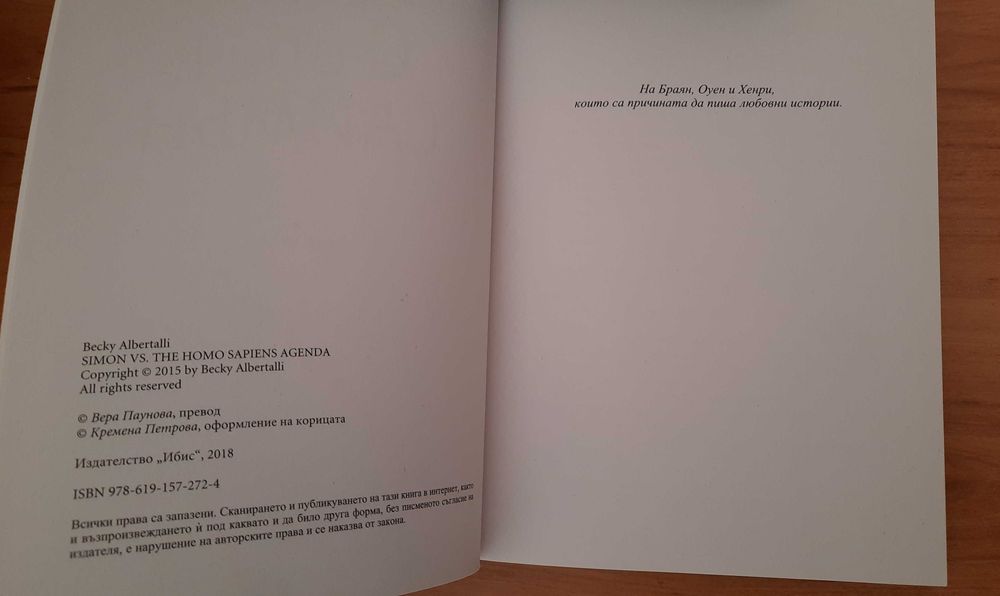 Becky Albertalli
SIMON VS. THE HOMO SAPIENS AGENDA
Copyright © 2015 by Becky Albertalli
All rights reserved
© Вера Паунова, превод
© Кремена Петрова, оформление на корицата
Издателство „Ибис“, 2018
ISBN 978-619-157-272-4
Всички права са запазени. Сканирането и публикуването на тази книга в интернет, както
и възпроизвеждането ѝ под каквато и да било друга форма, без писменото съгласие на
издателя, е нарушение на авторските права и се наказва от закона.
На Браян, Оуен и Хенри,
които са причината да пиша любовни истории.